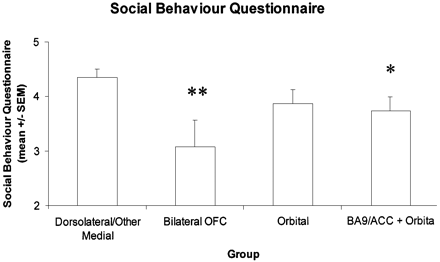 Social Behaviour Questionnaire
Social Behaviour Questionnaire
(mean +/- SEM)
5
4
3
2
**
*
Dorsolateral/Other
Medial
Bilateral OFC
Orbital
BA9/ACC + Orbita
Group